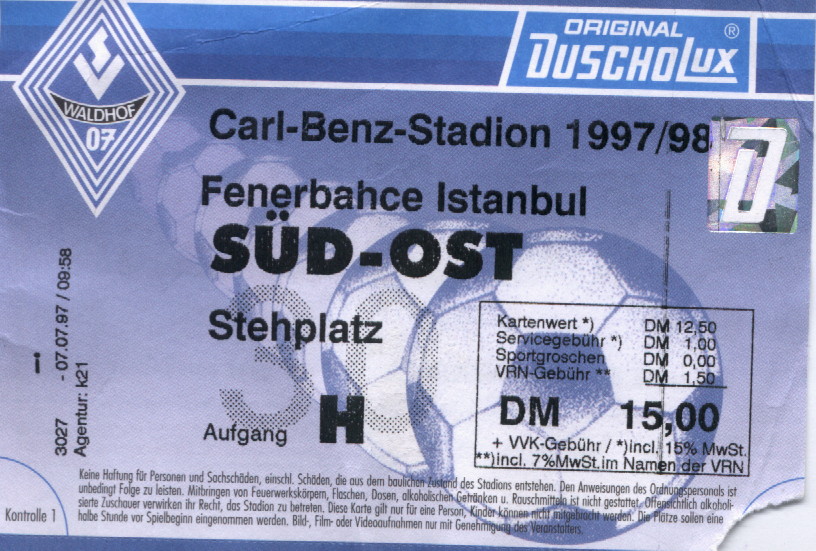 SV
WALDHOF
07
ORIGINAL
DUSCHOLUX ®
Carl-Benz-Stadion 1997/98
D
Fenerbahce Istanbul
SÜD-OST
30
Stehplatz
Aufgang H
Kartenwert *) DM 12,50
Servicegebühr *) DM 1,00
Sportgroschen DM 0,00
VRN-Gebühr ** DM 1,50
DM 15,00
+ VVK-Gebühr / *)incl. 15% MwSt.
**)incl. 7%MwSt.im Namen der VRN
3027 - 07.07.97 / 09:58
Agentur: k21
Keine Haftung für Personen und Sachschäden, einschl. Schäden, die aus dem baulichen Zustand des Stadions entstehen. Den Anweisungen des Ordnungspersonals ist
unbedingt Folge zu leisten. Mitbringen von Feuerwerkskörpern, Flaschen, Dosen, alkoholischen Getränken u. Rauschmitteln ist nicht gestattet. Offensichtlich alkoholi-
sierte Zuschauer verwirken ihr Recht, das Stadion zu betreten. Diese Karte gilt nur für eine Person, Kinder können nicht mitgebracht werden. Die Plätze sollen eine
halbe Stunde vor Spielbeginn eingenommen werden. Bild-, Film- oder Videoaufnahmen nur mit Genehmigung des Veranstalters.
Kontrolle 1